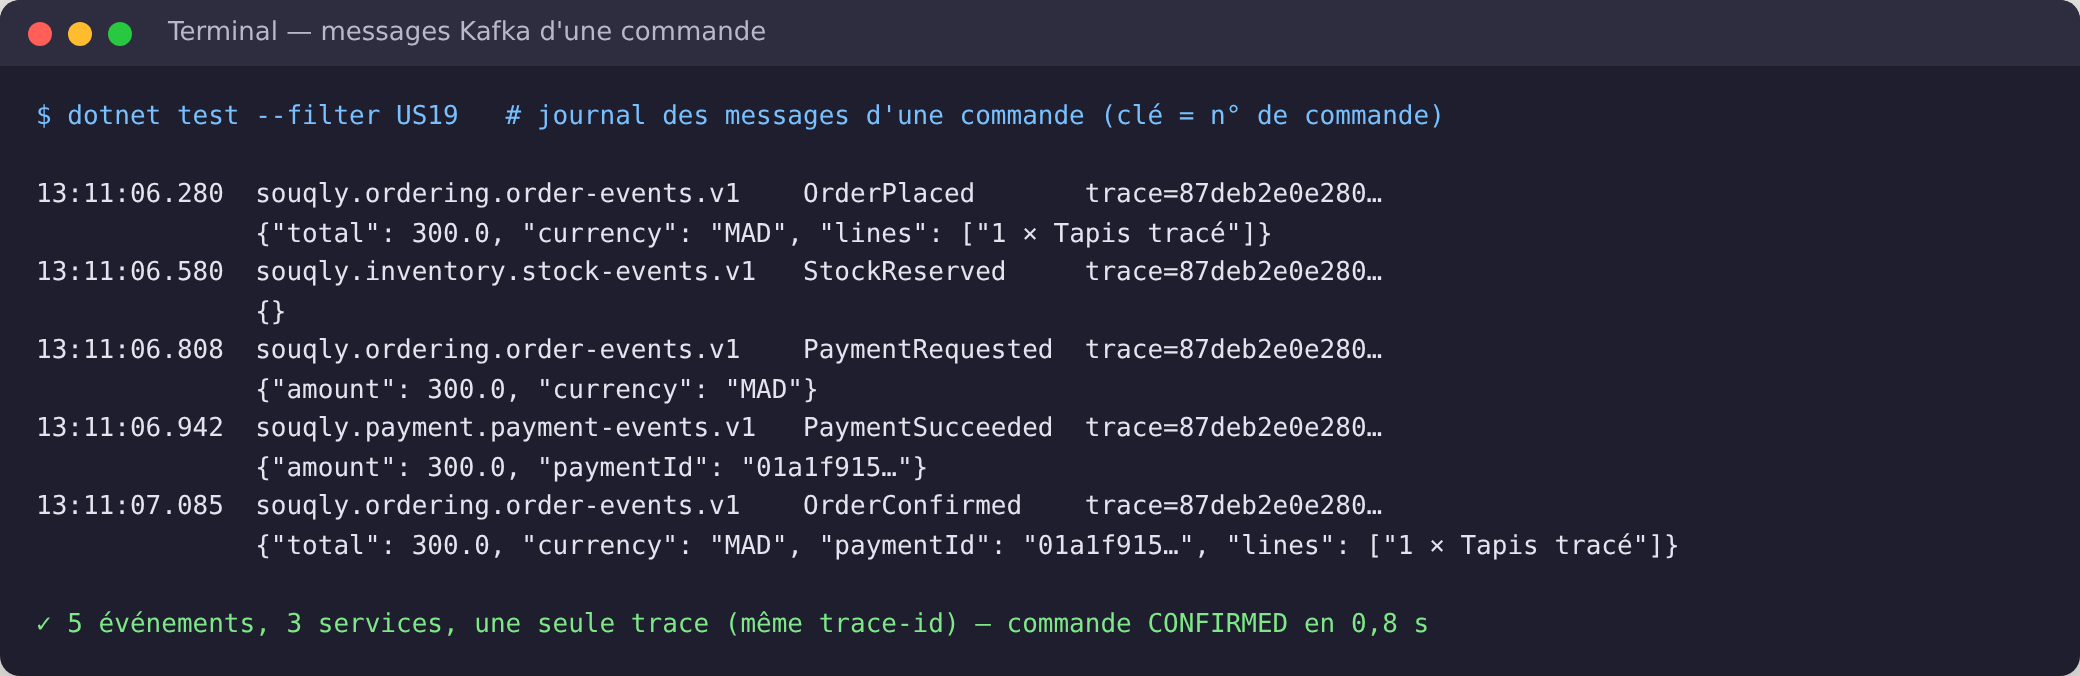 Terminal — messages Kafka d'une commande
$ dotnet test --filter US19   # journal des messages d'une commande (clé = n° de commande)
13:11:06.280  souqly.ordering.order-events.v1    OrderPlaced       trace=87deb2e0e280…
{"total": 300.0, "currency": "MAD", "lines": ["1 × Tapis tracé"]}
13:11:06.580  souqly.inventory.stock-events.v1   StockReserved     trace=87deb2e0e280…
{}
13:11:06.808  souqly.ordering.order-events.v1    PaymentRequested  trace=87deb2e0e280…
{"amount": 300.0, "currency": "MAD"}
13:11:06.942  souqly.payment.payment-events.v1   PaymentSucceeded  trace=87deb2e0e280…
{"amount": 300.0, "paymentId": "01a1f915…"}
13:11:07.085  souqly.ordering.order-events.v1    OrderConfirmed    trace=87deb2e0e280…
{"total": 300.0, "currency": "MAD", "paymentId": "01a1f915…", "lines": ["1 × Tapis tracé"]}
✓ 5 événements, 3 services, une seule trace (même trace-id) — commande CONFIRMED en 0,8 s